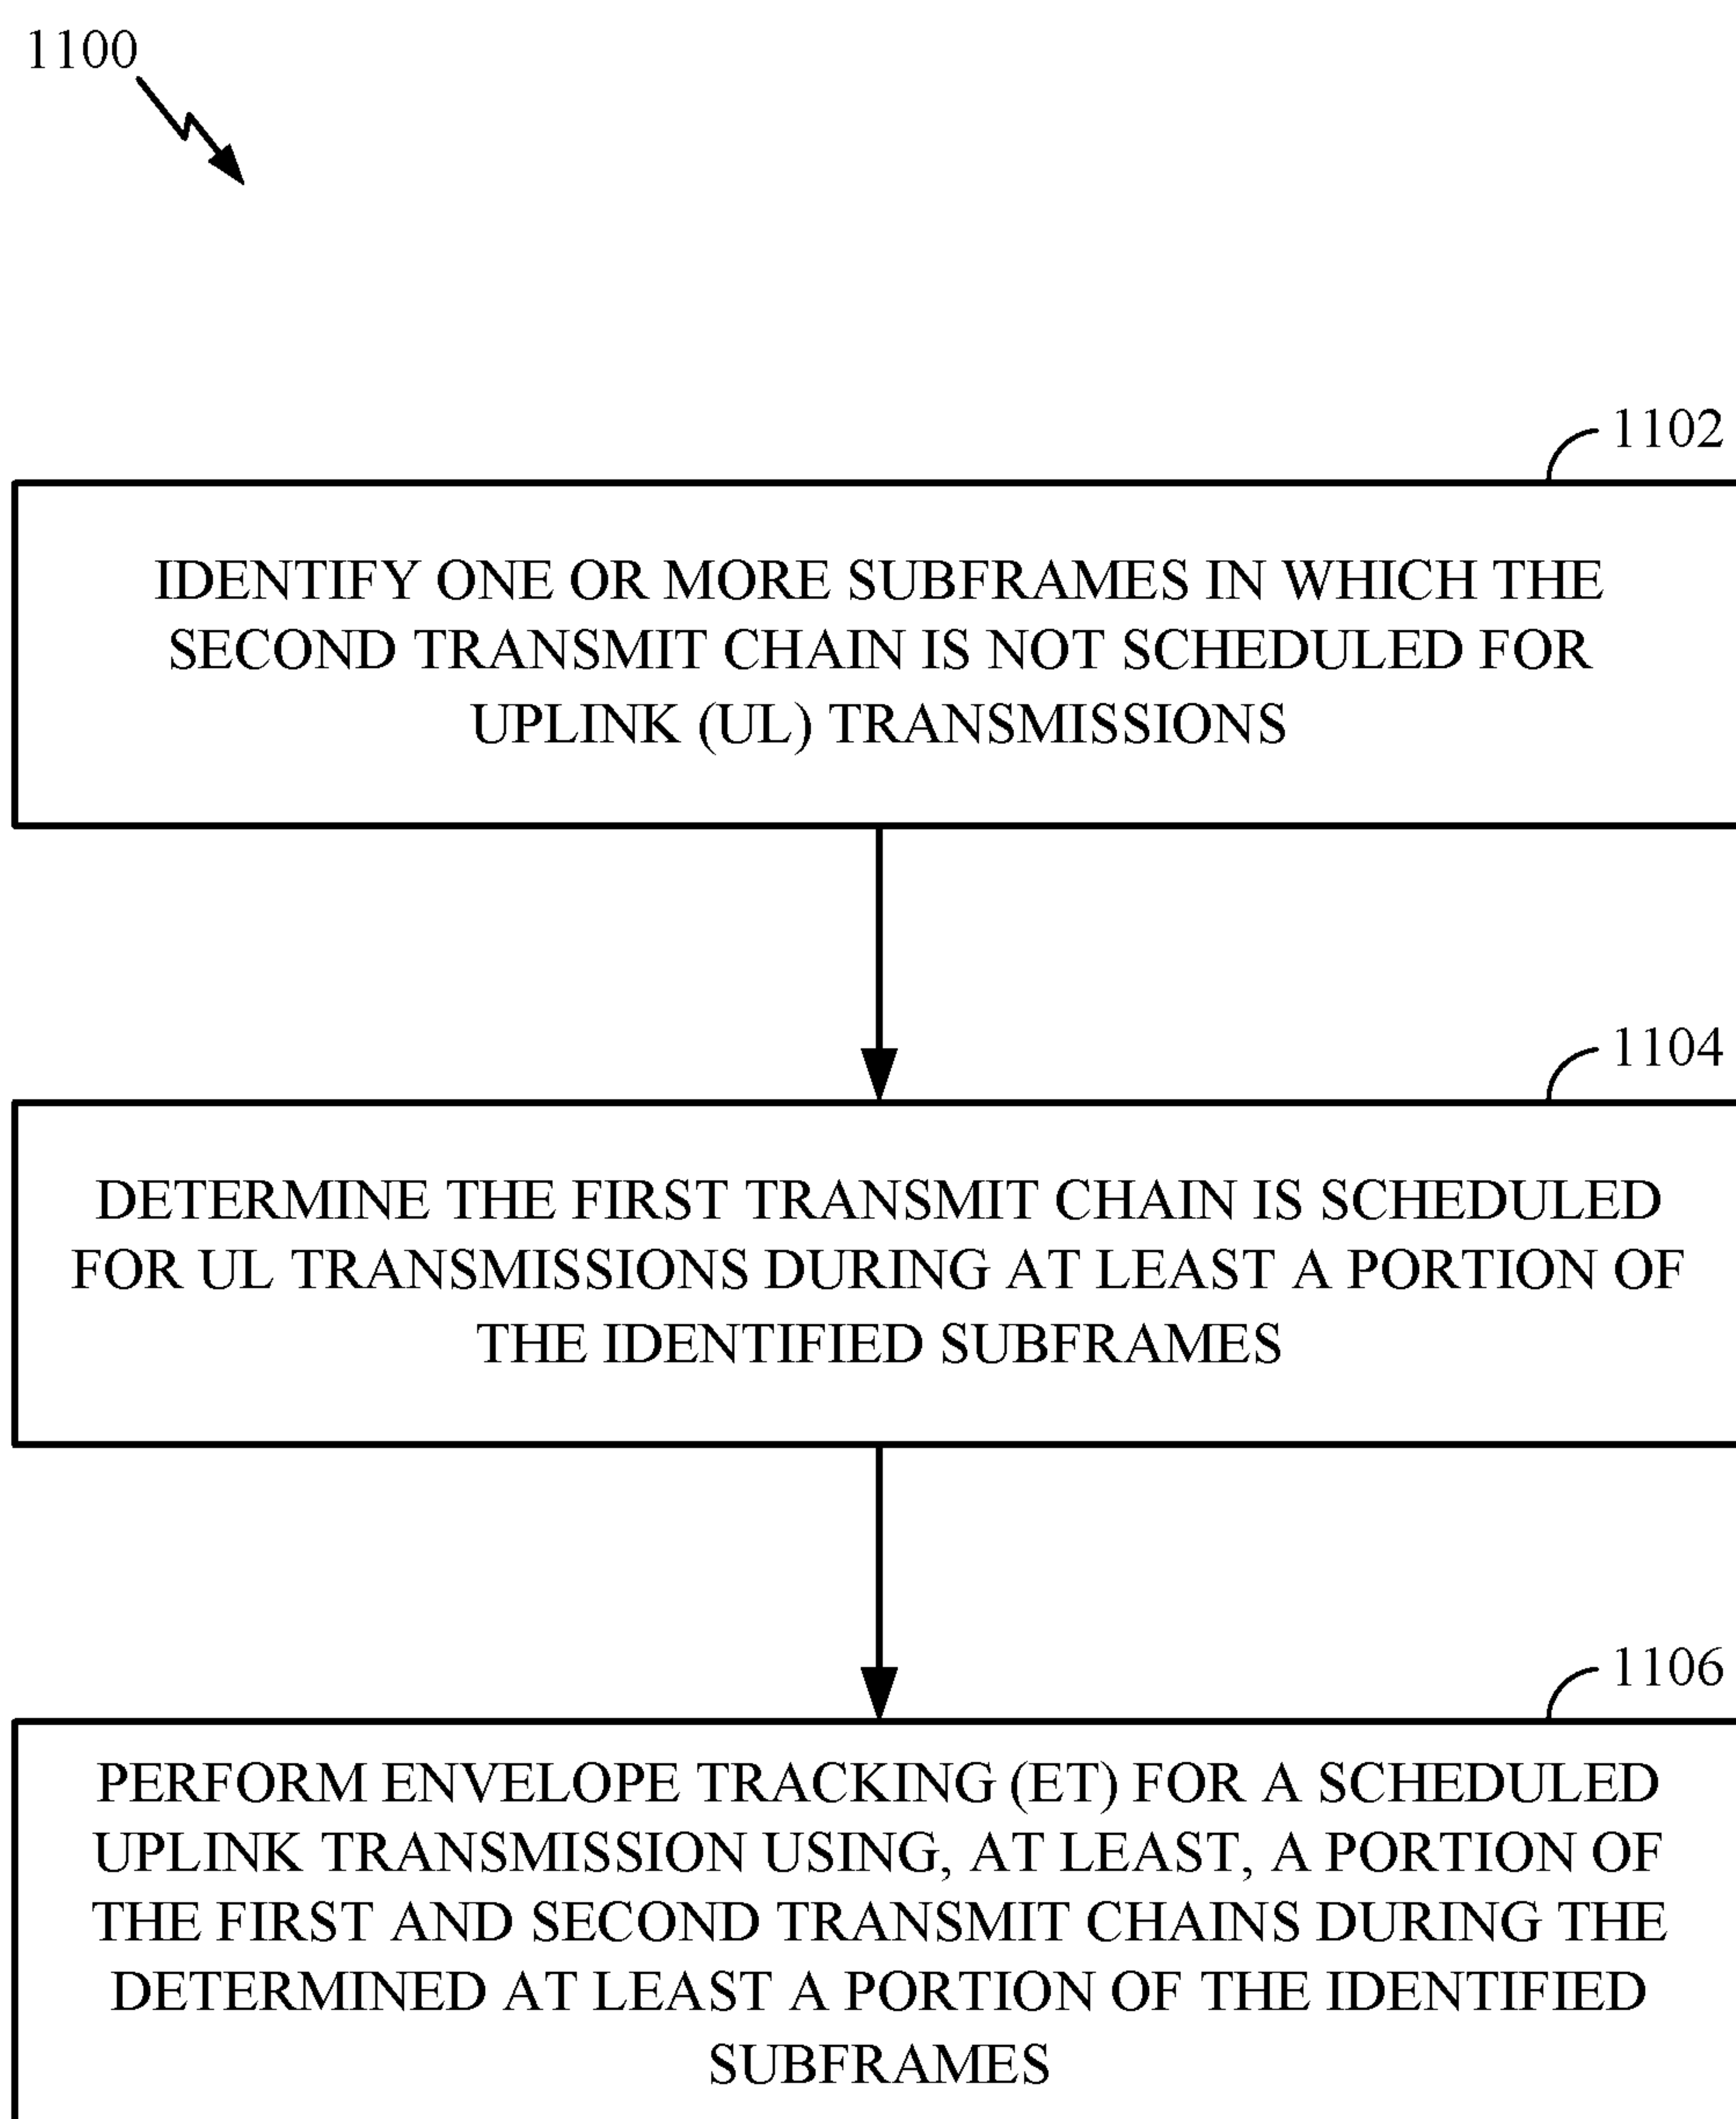 1100
1102
IDENTIFY ONE OR MORE SUBFRAMES IN WHICH THE
SECOND TRANSMIT CHAIN IS NOT SCHEDULED FOR
UPLINK (UL) TRANSMISSIONS
1104
DETERMINE THE FIRST TRANSMIT CHAIN IS SCHEDULED
FOR UL TRANSMISSIONS DURING AT LEAST A PORTION OF
THE IDENTIFIED SUBFRAMES
1106
PERFORM ENVELOPE TRACKING (ET) FOR A SCHEDULED
UPLINK TRANSMISSION USING, AT LEAST, A PORTION OF
THE FIRST AND SECOND TRANSMIT CHAINS DURING THE
DETERMINED AT LEAST A PORTION OF THE IDENTIFIED
SUBFRAMES